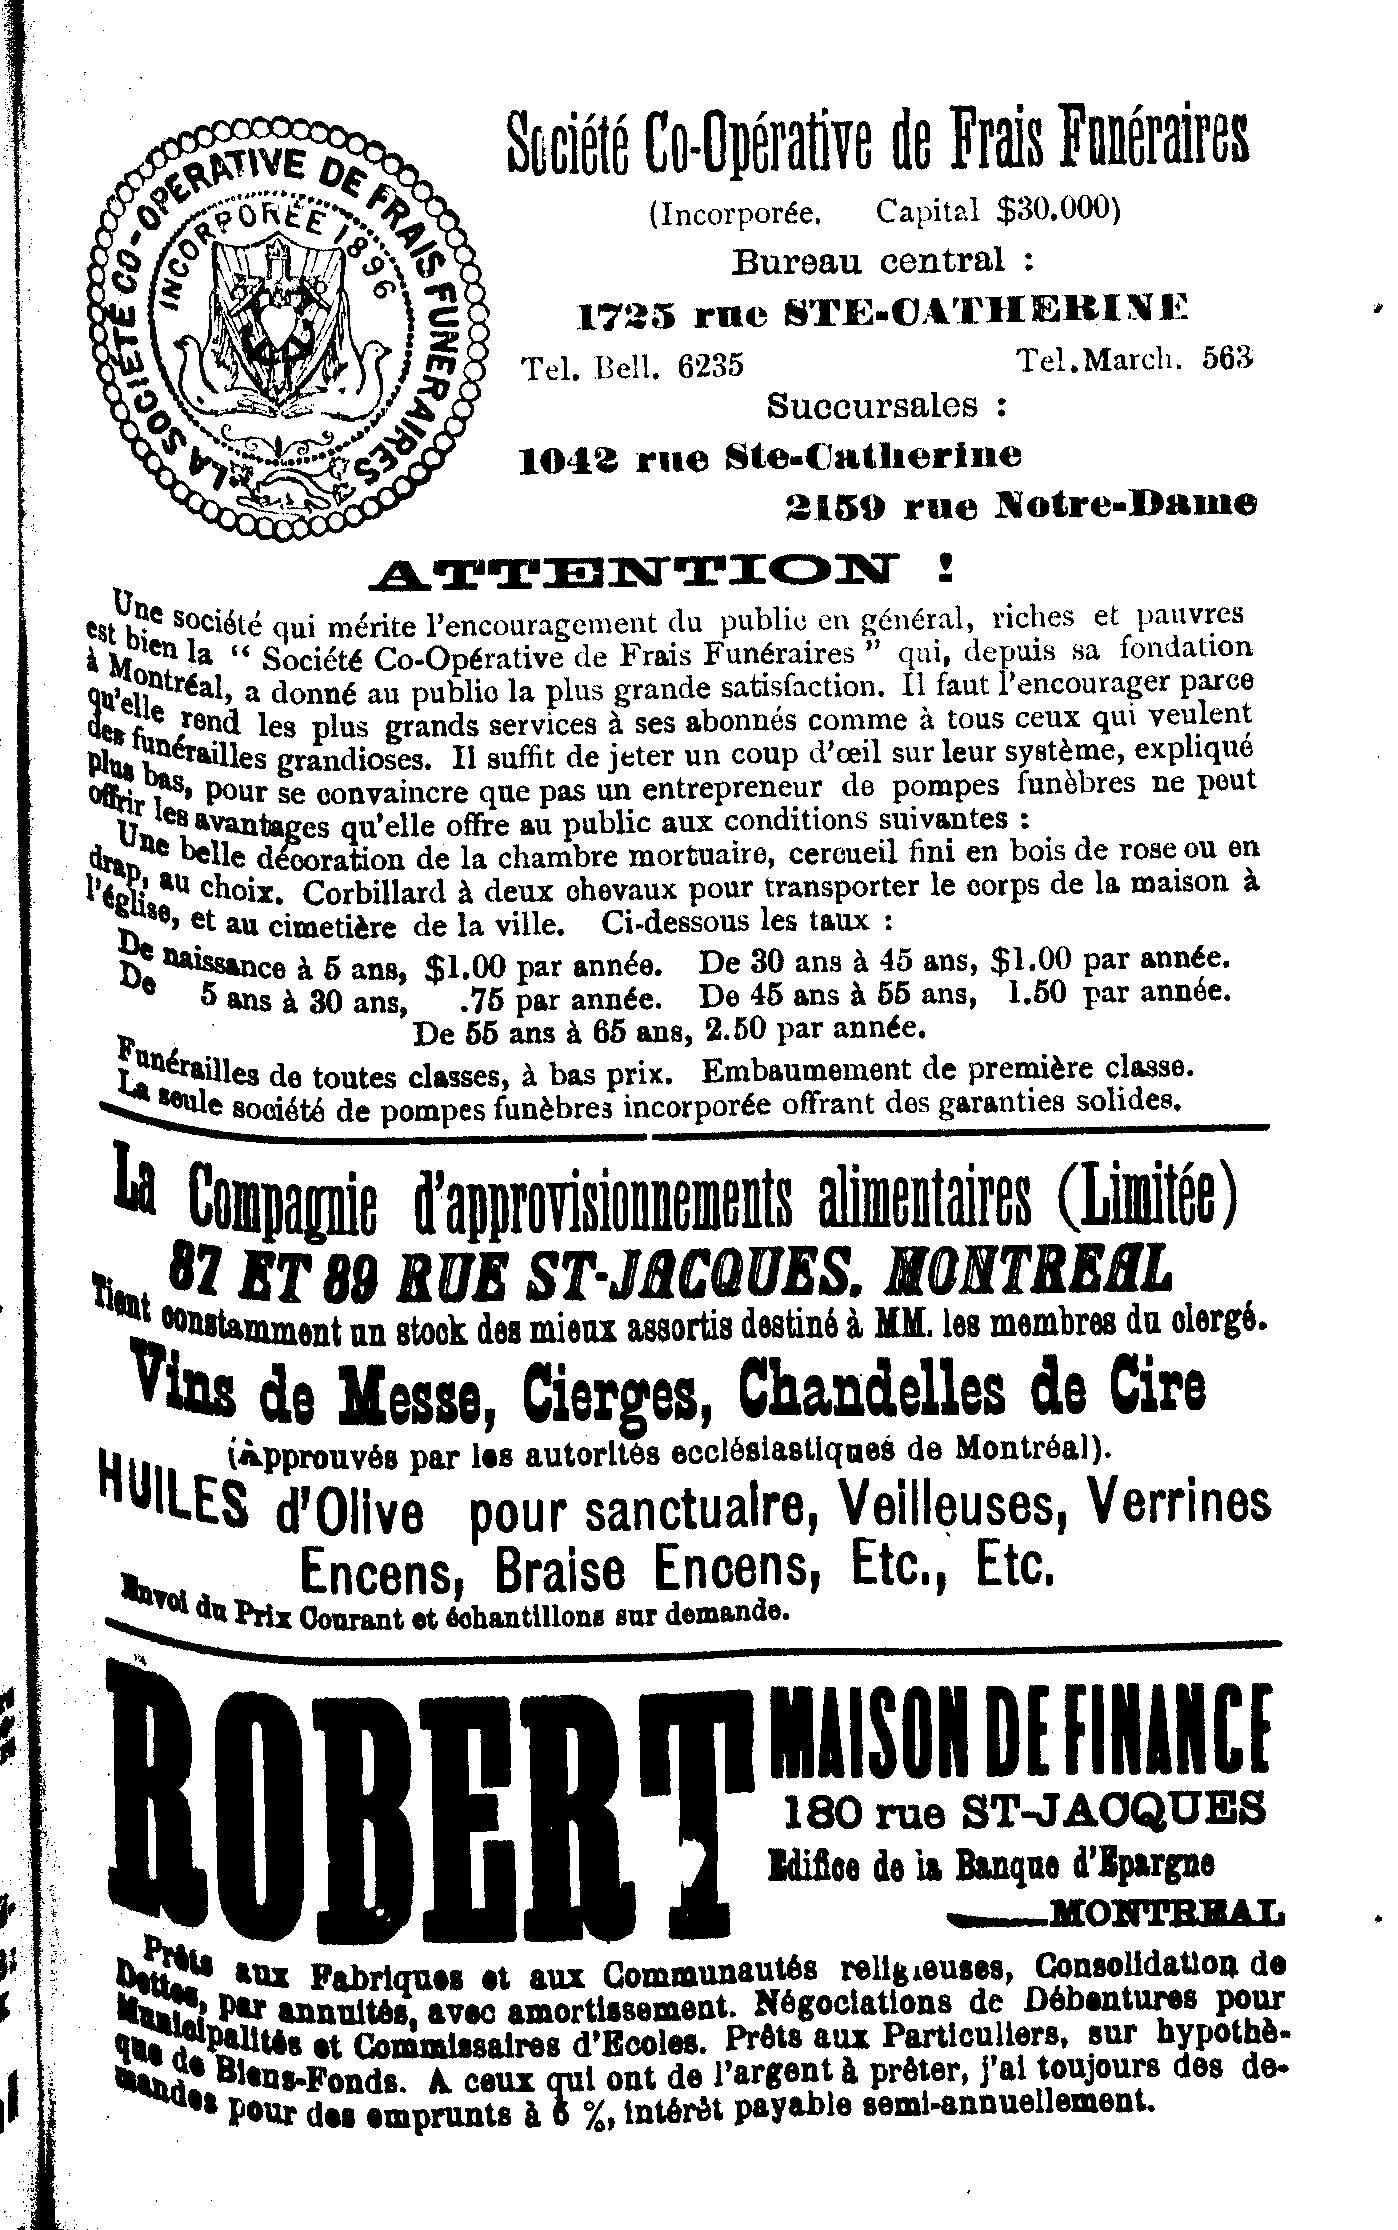 LA SOCIÉTÉ CO-OPERATIVE DE FRAIS FUNERAIRES
INCORPORÉE 1896
Société Co-Opérative de Frais Funéraires
(Incorporée. Capital $30.000)
Bureau central :
1725 rue STE-CATHERINE
Tel. Bell. 6235 Tel. March. 563
Succursales :
1042 rue Ste-Catherine
2159 rue Notre-Dame
ATTENTION !
Une société qui mérite l'encouragement du public en général, riches et pauvres
est bien la “ Société Co-Opérative de Frais Funéraires ” qui, depuis sa fondation
à Montréal, a donné au public la plus grande satisfaction. Il faut l'encourager parce
qu'elle rend les plus grands services à ses abonnés comme à tous ceux qui veulent
des funérailles grandioses. Il suffit de jeter un coup d'œil sur leur système, expliqué
plus bas, pour se convaincre que pas un entrepreneur de pompes funèbres ne peut
offrir les avantages qu'elle offre au public aux conditions suivantes :
Une belle décoration de la chambre mortuaire, cercueil fini en bois de rose ou en
drap, au choix. Corbillard à deux chevaux pour transporter le corps de la maison à
l'église, et au cimetière de la ville. Ci-dessous les taux :
De naissance à 5 ans, $1.00 par année. De 30 ans à 45 ans, $1.00 par année.
De 5 ans à 30 ans, .75 par année. De 45 ans à 55 ans, 1.50 par année.
De 55 ans à 65 ans, 2.50 par année.
Funérailles de toutes classes, à bas prix. Embaumement de première classe.
La seule société de pompes funèbres incorporée offrant des garanties solides.
La Compagnie d'approvisionnements alimentaires (Limitée)
87 ET 89 RUE ST-JACQUES. MONTREAL
Tient constamment un stock des mieux assortis destiné à MM. les membres du clergé.
Vins de Messe, Cierges, Chandelles de Cire
(Approuvés par les autorités ecclésiastiques de Montréal).
HUILES d'Olive pour sanctuaire, Veilleuses, Verrines
Encens, Braise Encens, Etc., Etc.
Envoi du Prix Courant et échantillons sur demande.
ROBERT MAISON DE FINANCE
180 rue ST-JACQUES
Edifice de la Banque d'Epargne
MONTREAL
Prêts aux Fabriques et aux Communautés religieuses, Consolidation de
Dettes, par annuités, avec amortissement. Négociations de Débentures pour
Municipalités et Commissaires d'Ecoles. Prêts aux Particuliers, sur hypothè-
que de Biens-Fonds. A ceux qui ont de l'argent à prêter, j'ai toujours des de-
mandes pour des emprunts à 6 %, intérêt payable semi-annuellement.